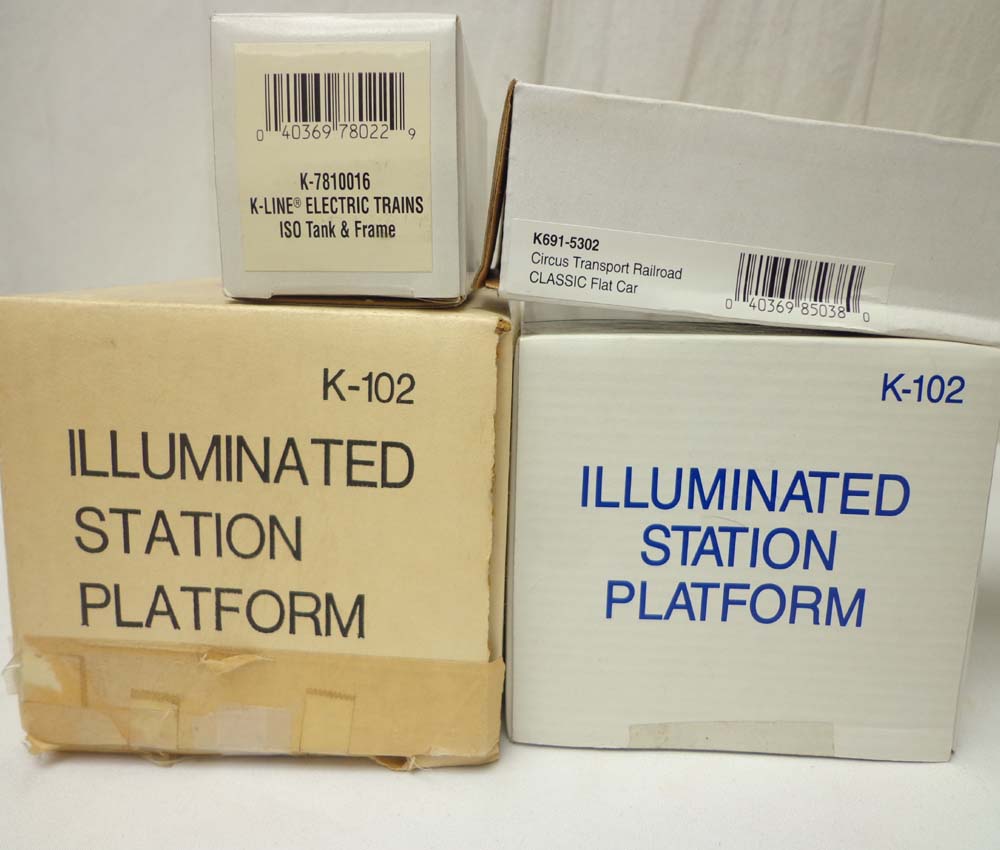 0 40369 78022 9
K-7810016
K-LINE® ELECTRIC TRAINS
ISO Tank & Frame
K691-5302
Circus Transport Railroad
CLASSIC Flat Car
0 40369 85038 0
K-102
ILLUMINATED
STATION
PLATFORM
K-102
ILLUMINATED
STATION
PLATFORM